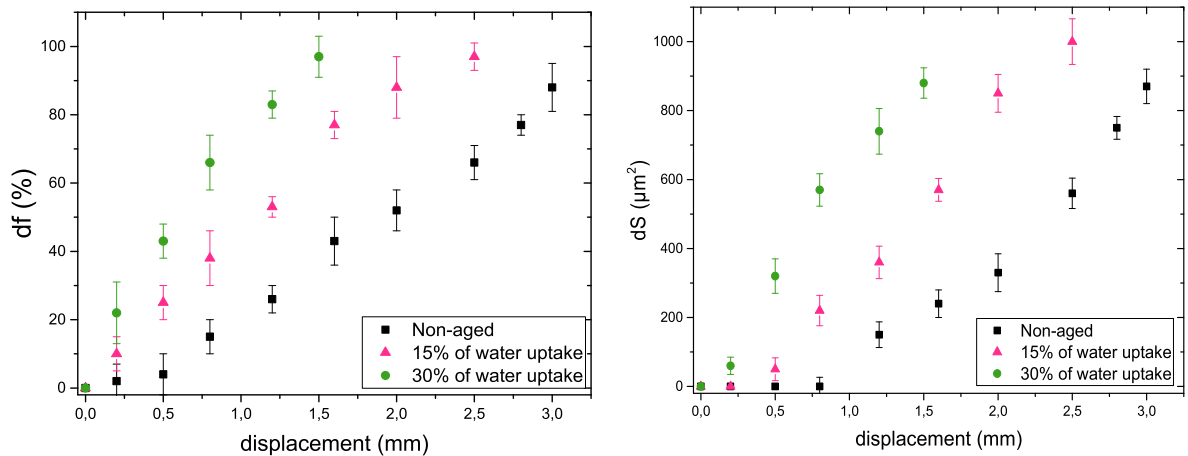 100
80
60
40
20
0
df (%)
0,0 0,5 1,0 1,5 2,0 2,5 3,0
displacement (mm)
Non-aged
15% of water uptake
30% of water uptake
1000
800
600
400
200
0
dS (µm²)
0,0 0,5 1,0 1,5 2,0 2,5 3,0
displacement (mm)
Non-aged
15% of water uptake
30% of water uptake